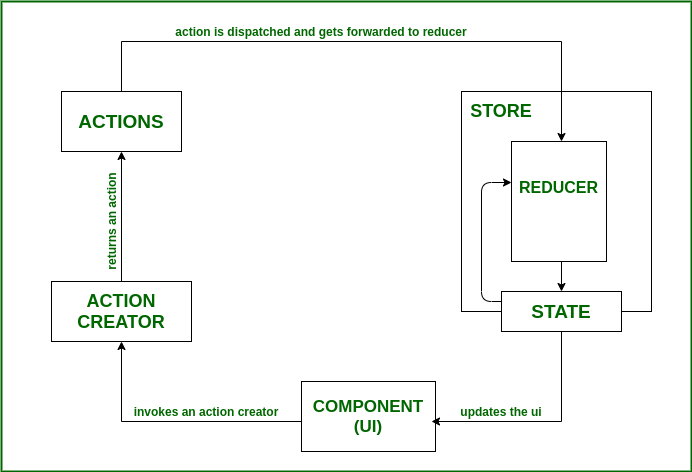 action is dispatched and gets forwarded to reducer
ACTIONS
STORE
REDUCER
returns an action
ACTION
CREATOR
STATE
COMPONENT
(UI)
invokes an action creator
updates the ui